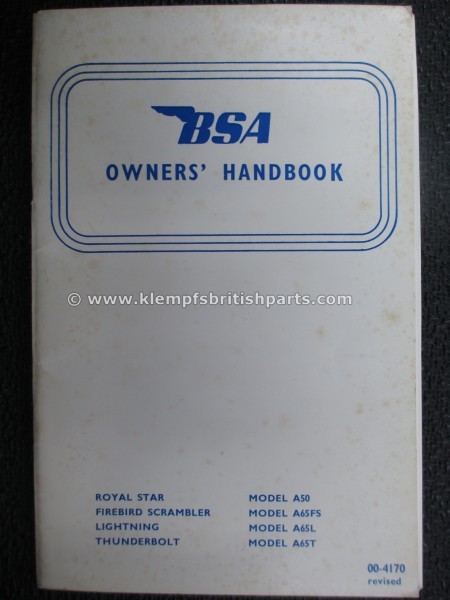 BSA
OWNERS' HANDBOOK
© www.klempfsbritishparts.com
ROYAL STAR MODEL A50
FIREBIRD SCRAMBLER MODEL A65FS
LIGHTNING MODEL A65L
THUNDERBOLT MODEL A65T
00-4170
revised